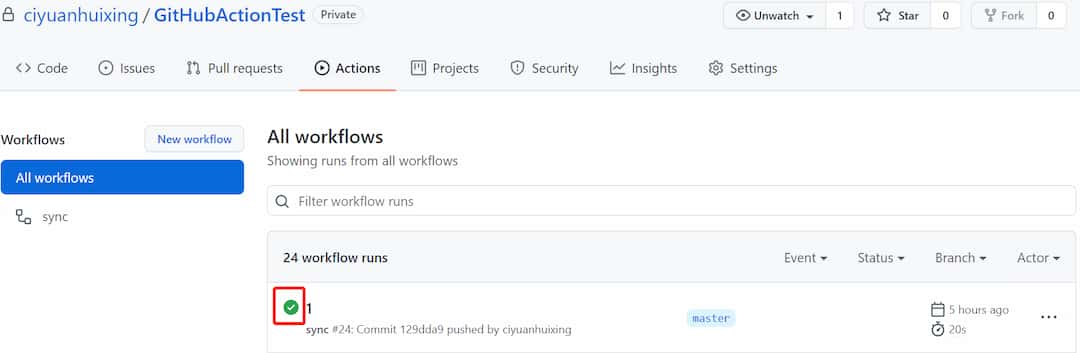 ciyuanhuixing / GitHubActionTest Private Unwatch 1 Star 0 Fork 0
Code Issues Pull requests Actions Projects Security Insights Settings
Workflows New workflow
All workflows
sync
All workflows
Showing runs from all workflows
Filter workflow runs
24 workflow runs Event Status Branch Actor
1
sync #24: Commit 129dda9 pushed by ciyuanhuixing
master
5 hours ago
20s